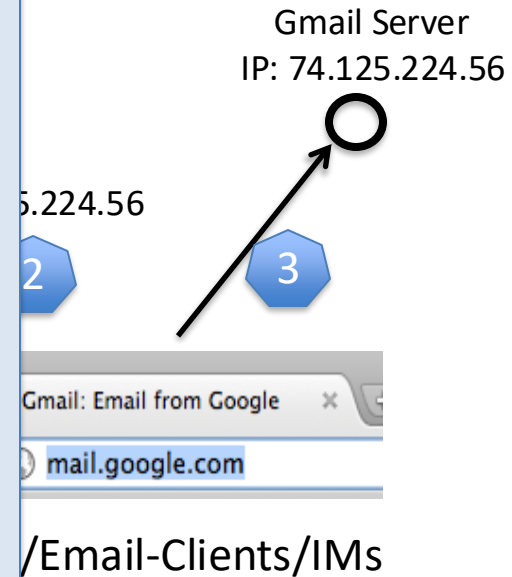 Gmail Server
IP: 74.125.224.56
5.224.56
2
3
Gmail: Email from Google
mail.google.com
/Email-Clients/IMs